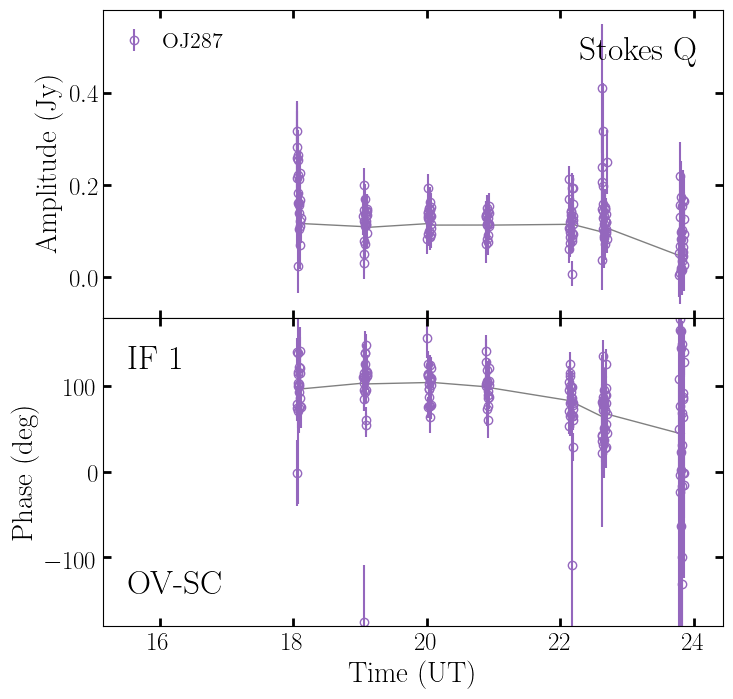 OJ287
Stokes Q
Amplitude (Jy)
0.4
0.2
0.0
IF 1
Phase (deg)
100
0
−100
OV-SC
16 18 20 22 24
Time (UT)